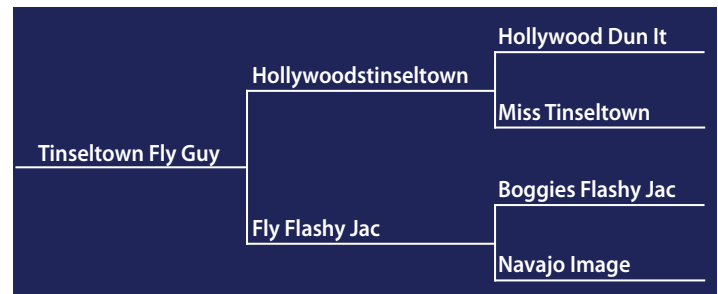 Hollywood Dun It
Hollywoodstinseltown
Miss Tinseltown
Tinseltown Fly Guy
Boggies Flashy Jac
Fly Flashy Jac
Navajo Image